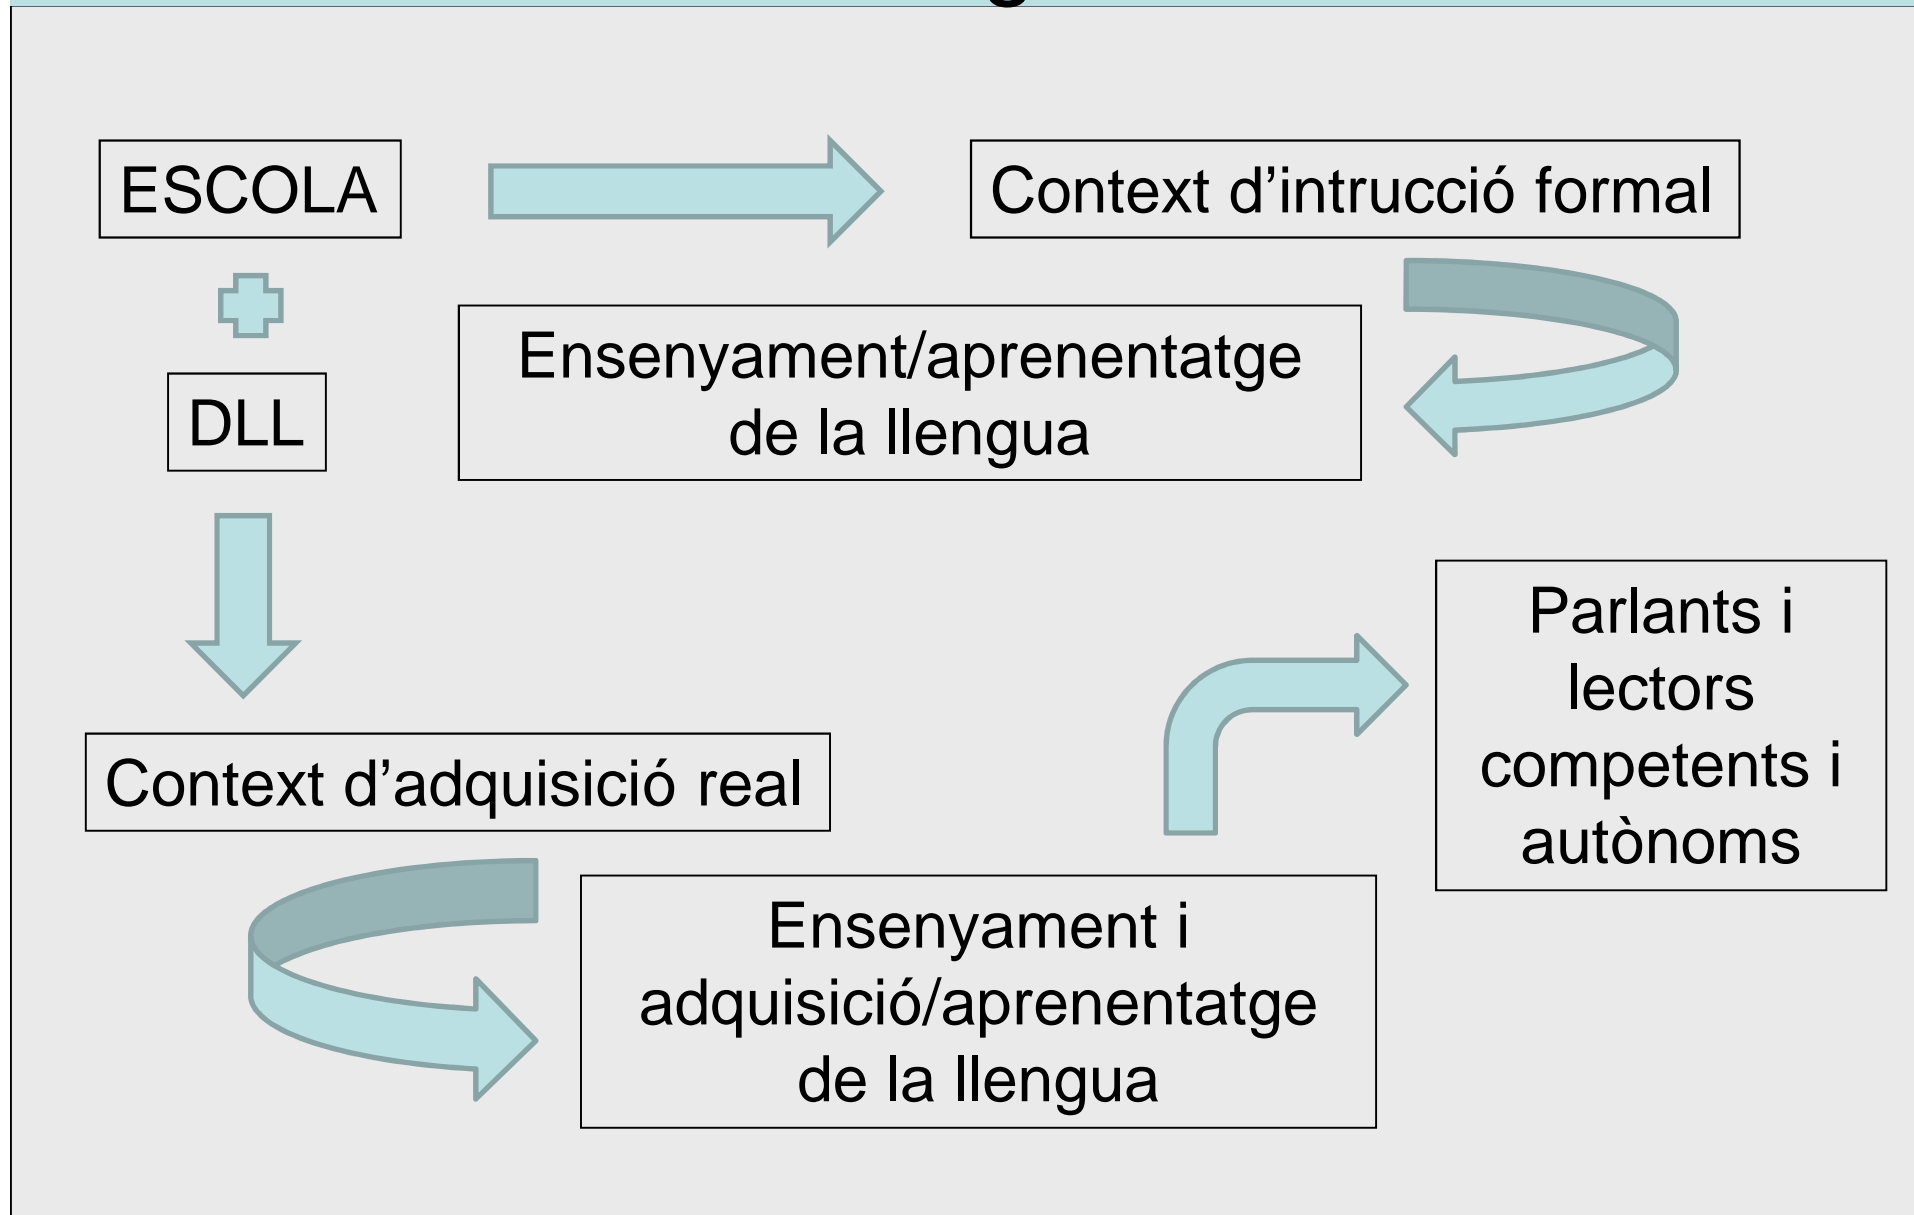 ESCOLA
Context d’intrucció formal
Ensenyament/aprenentatge
de la llengua
DLL
Context d’adquisició real
Parlants i
lectors
competents i
autònoms
Ensenyament i
adquisició/aprenentatge
de la llengua